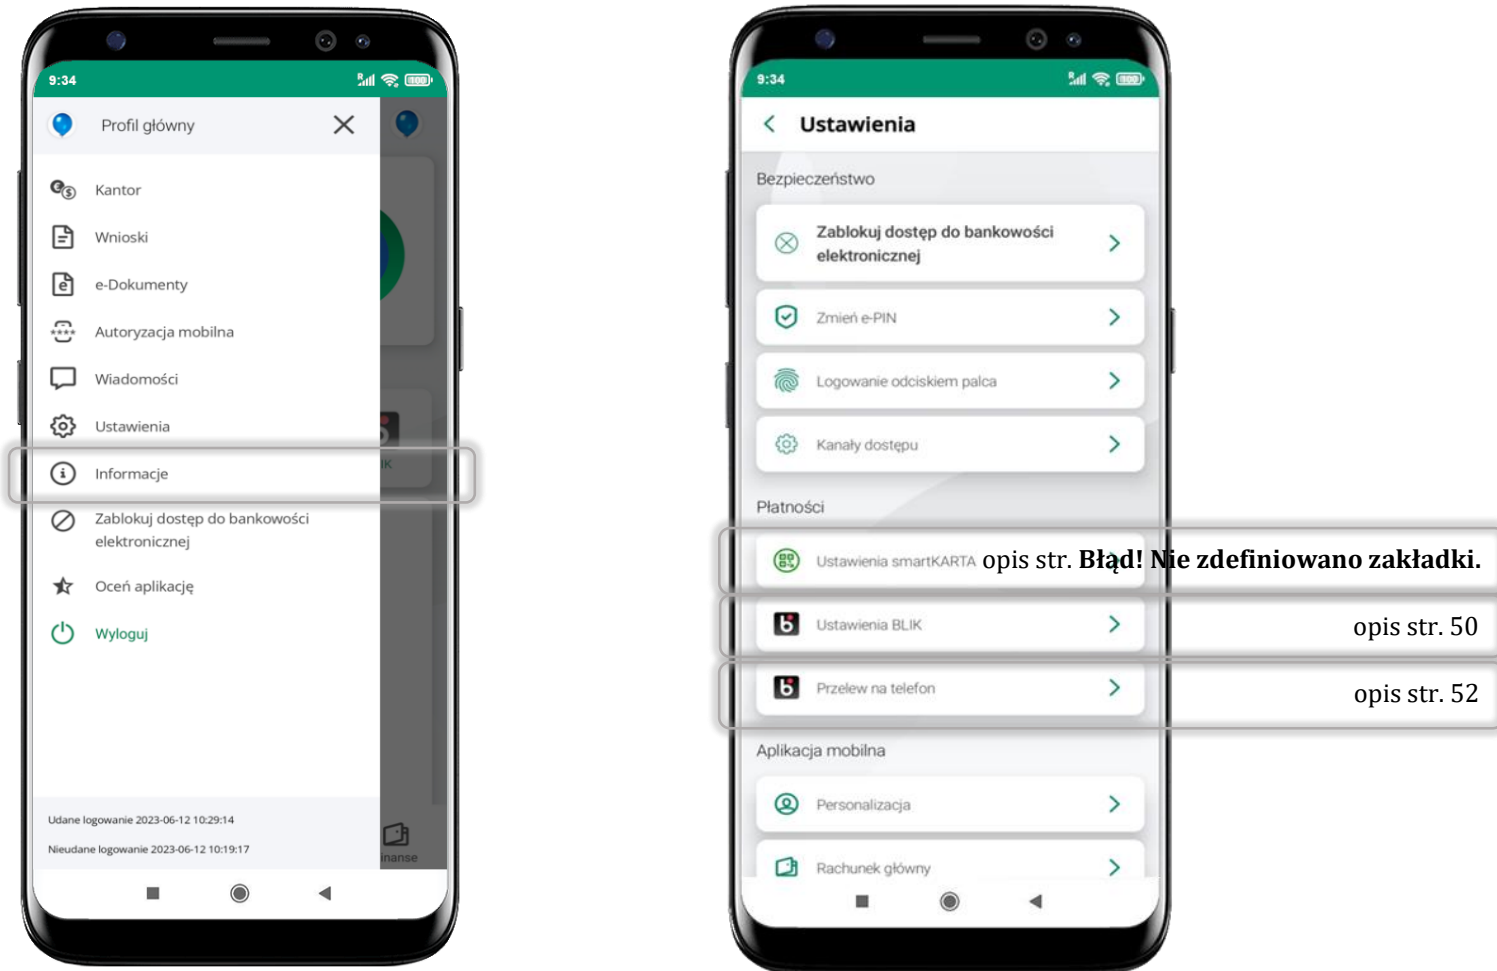 9:34
Profil główny
Kantor
Wnioski
e-Dokumenty
Autoryzacja mobilna
Wiadomości
Ustawienia
IK
Informacje
Zablokuj dostęp do bankowości
elektronicznej
Oceń aplikację
Wyloguj
Udane logowanie 2023-06-12 10:29:14
Nieudane logowanie 2023-06-12 10:19:17
inanse
9:34
Ustawienia
Bezpieczeństwo
Zablokuj dostęp do bankowości
elektronicznej
Zmień e-PIN
Logowanie odciskiem palca
Kanały dostępu
Płatności
Ustawienia smartKARTA opis str. Błąd! Nie zdefiniowano zakładki.
Ustawienia BLIK opis str. 50
Przelew na telefon opis str. 52
Aplikacja mobilna
Personalizacja
Rachunek główny